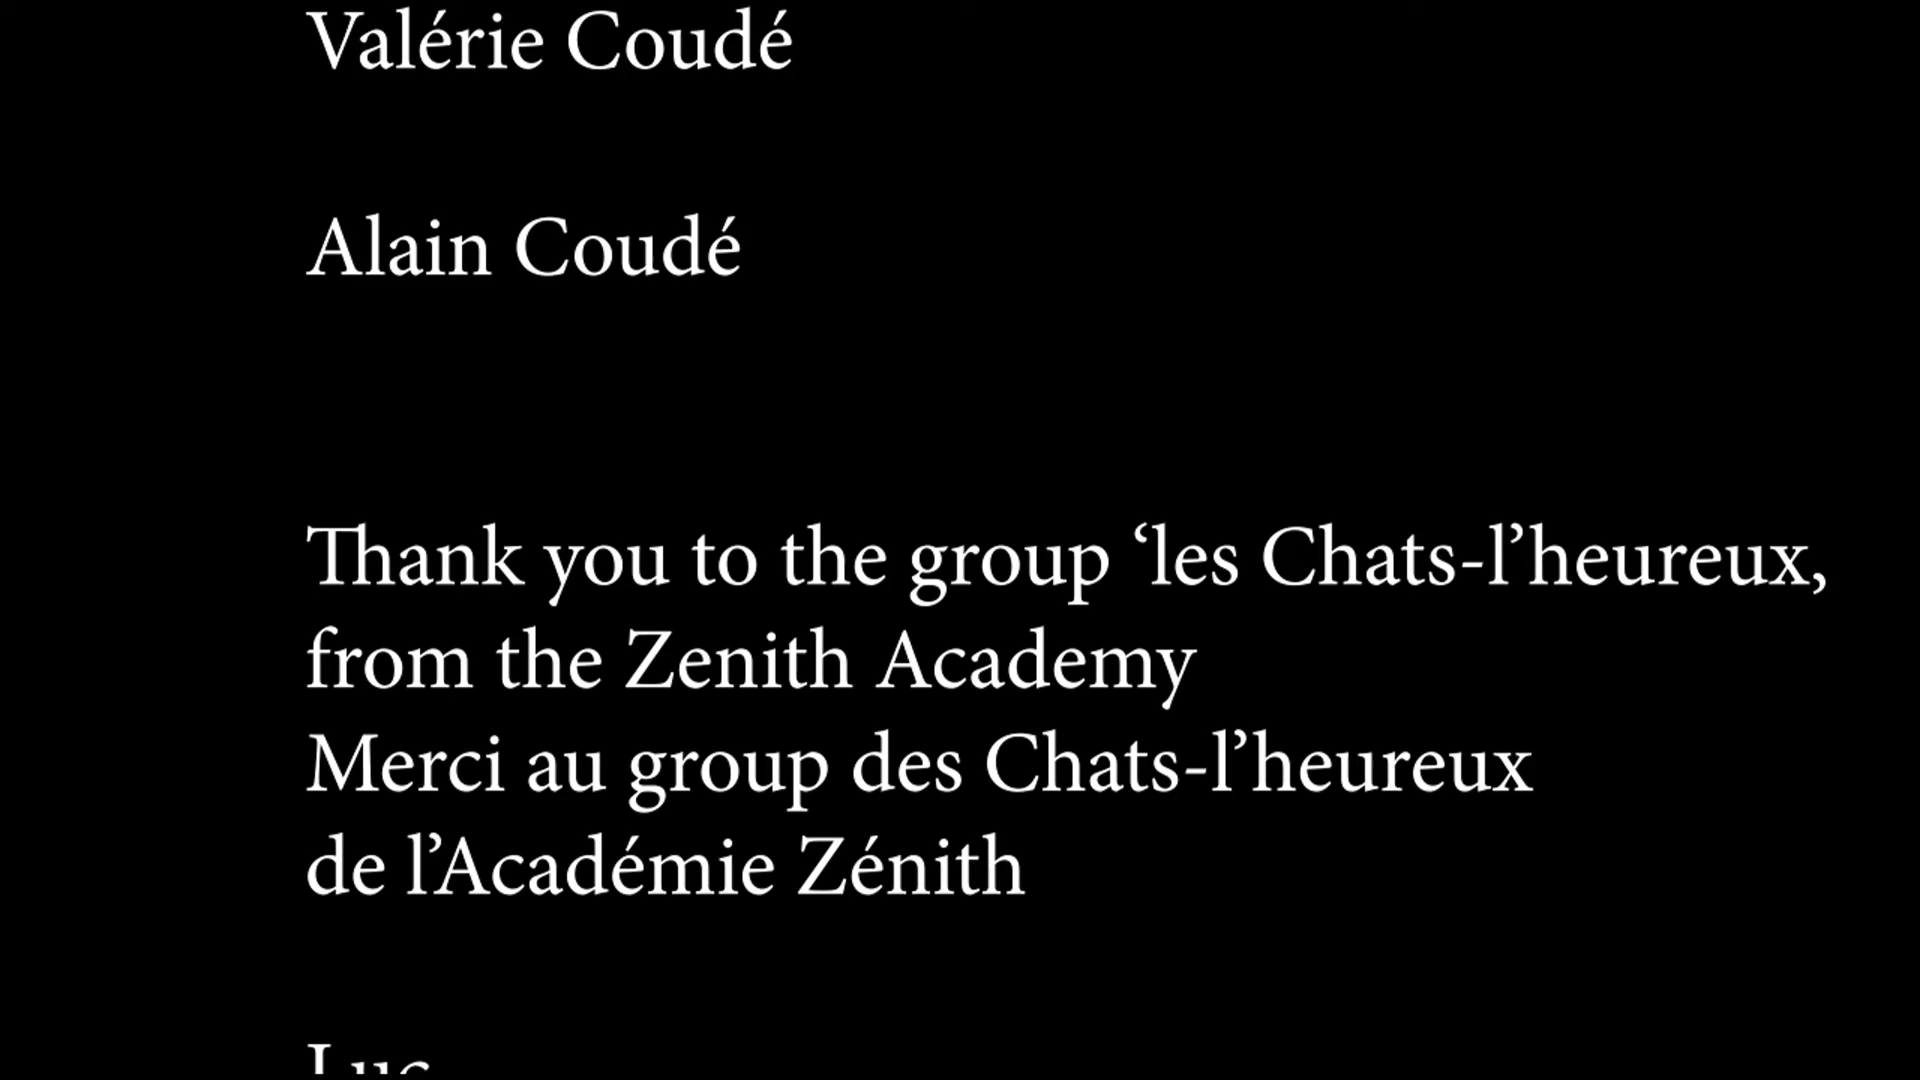 Valérie Coudé
Alain Coudé
Thank you to the group ‘les Chats-l’heureux,
from the Zenith Academy
Merci au group des Chats-l’heureux
de l’Académie Zénith
Luc